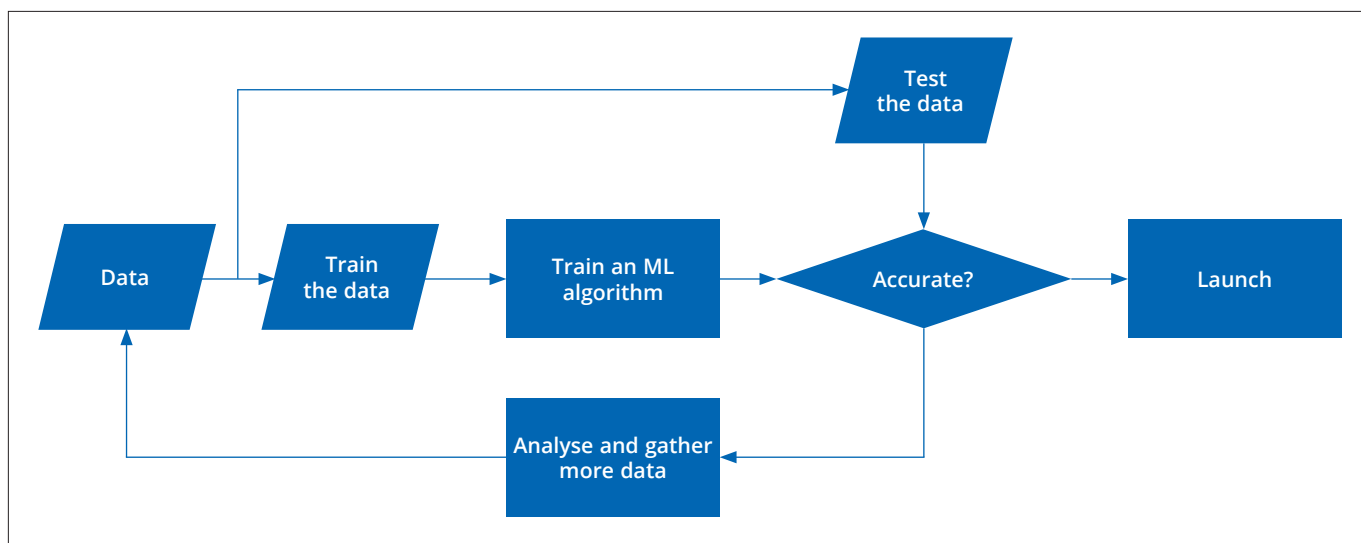 Test
the data
Data
Train
the data
Train an ML
algorithm
Accurate?
Launch
Analyse and gather
more data